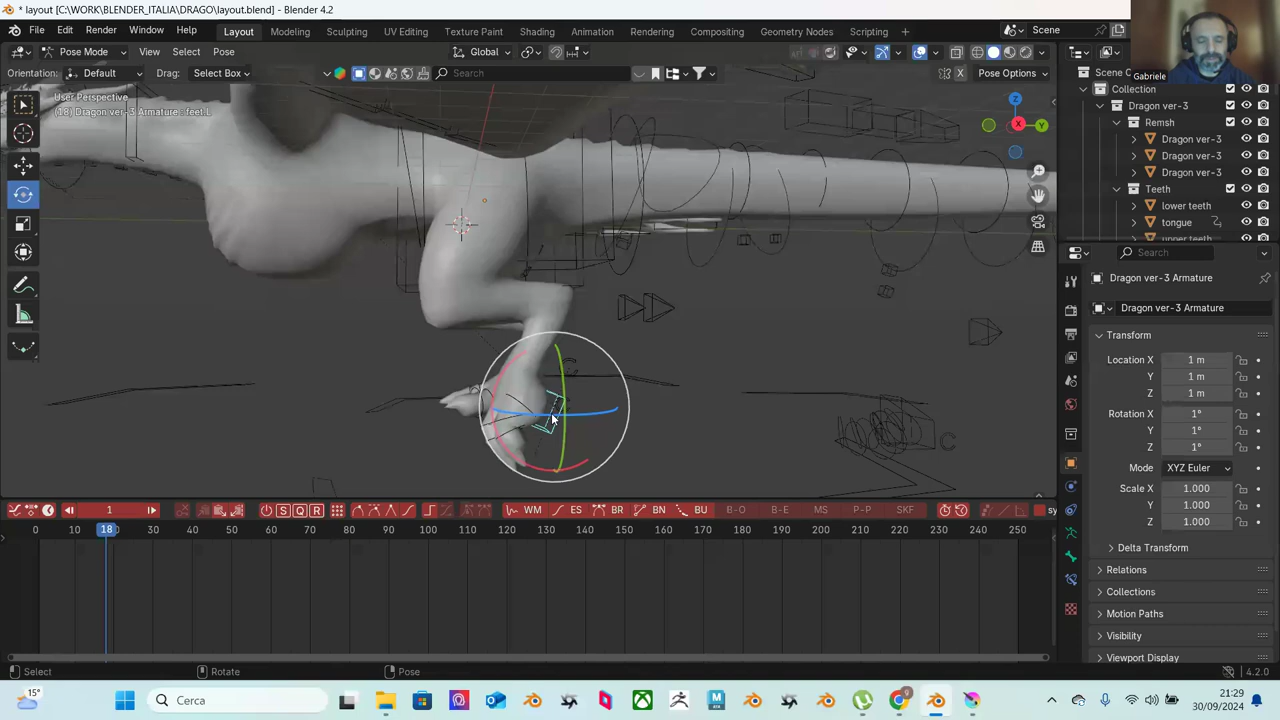 * layout [C:\WORK\BLENDER_ITALIA\DRAGO\layout.blend] - Blender 4.2
File Edit Render Window Help Layout Modeling Sculpting UV Editing Texture Paint Shading Animation Rendering Compositing Geometry Nodes Scripting + Scene
Pose Mode View Select Pose Global
Orientation: Default Drag: Select Box Search X Pose Options
Gabriele
Scene C
Collection
Dragon ver-3
Remsh
Dragon ver-3
Dragon ver-3
Dragon ver-3
Teeth
lower teeth
tongue
upper teeth
User Perspective
(18) Dragon ver-3 Armature : feet.L
Z
X
Y
Search
Dragon ver-3 Armature
Dragon ver-3 Armature
Transform
Location X 1 m
Y 1 m
Z 1 m
Rotation X 1°
Y 1°
Z 1°
Mode XYZ Euler
Scale X 1.000
Y 1.000
Z 1.000
Delta Transform
Relations
Collections
Motion Paths
Visibility
Viewport Display
1 S Q R WM ES BR BN BU B-O B-E MS P-P SKF sy
0 10 18 30 40 50 60 70 80 90 100 110 120 130 140 150 160 170 180 190 200 210 220 230 240 250
Select Rotate Pose 4.2.0
15°
Cerca
21:29
30/09/2024